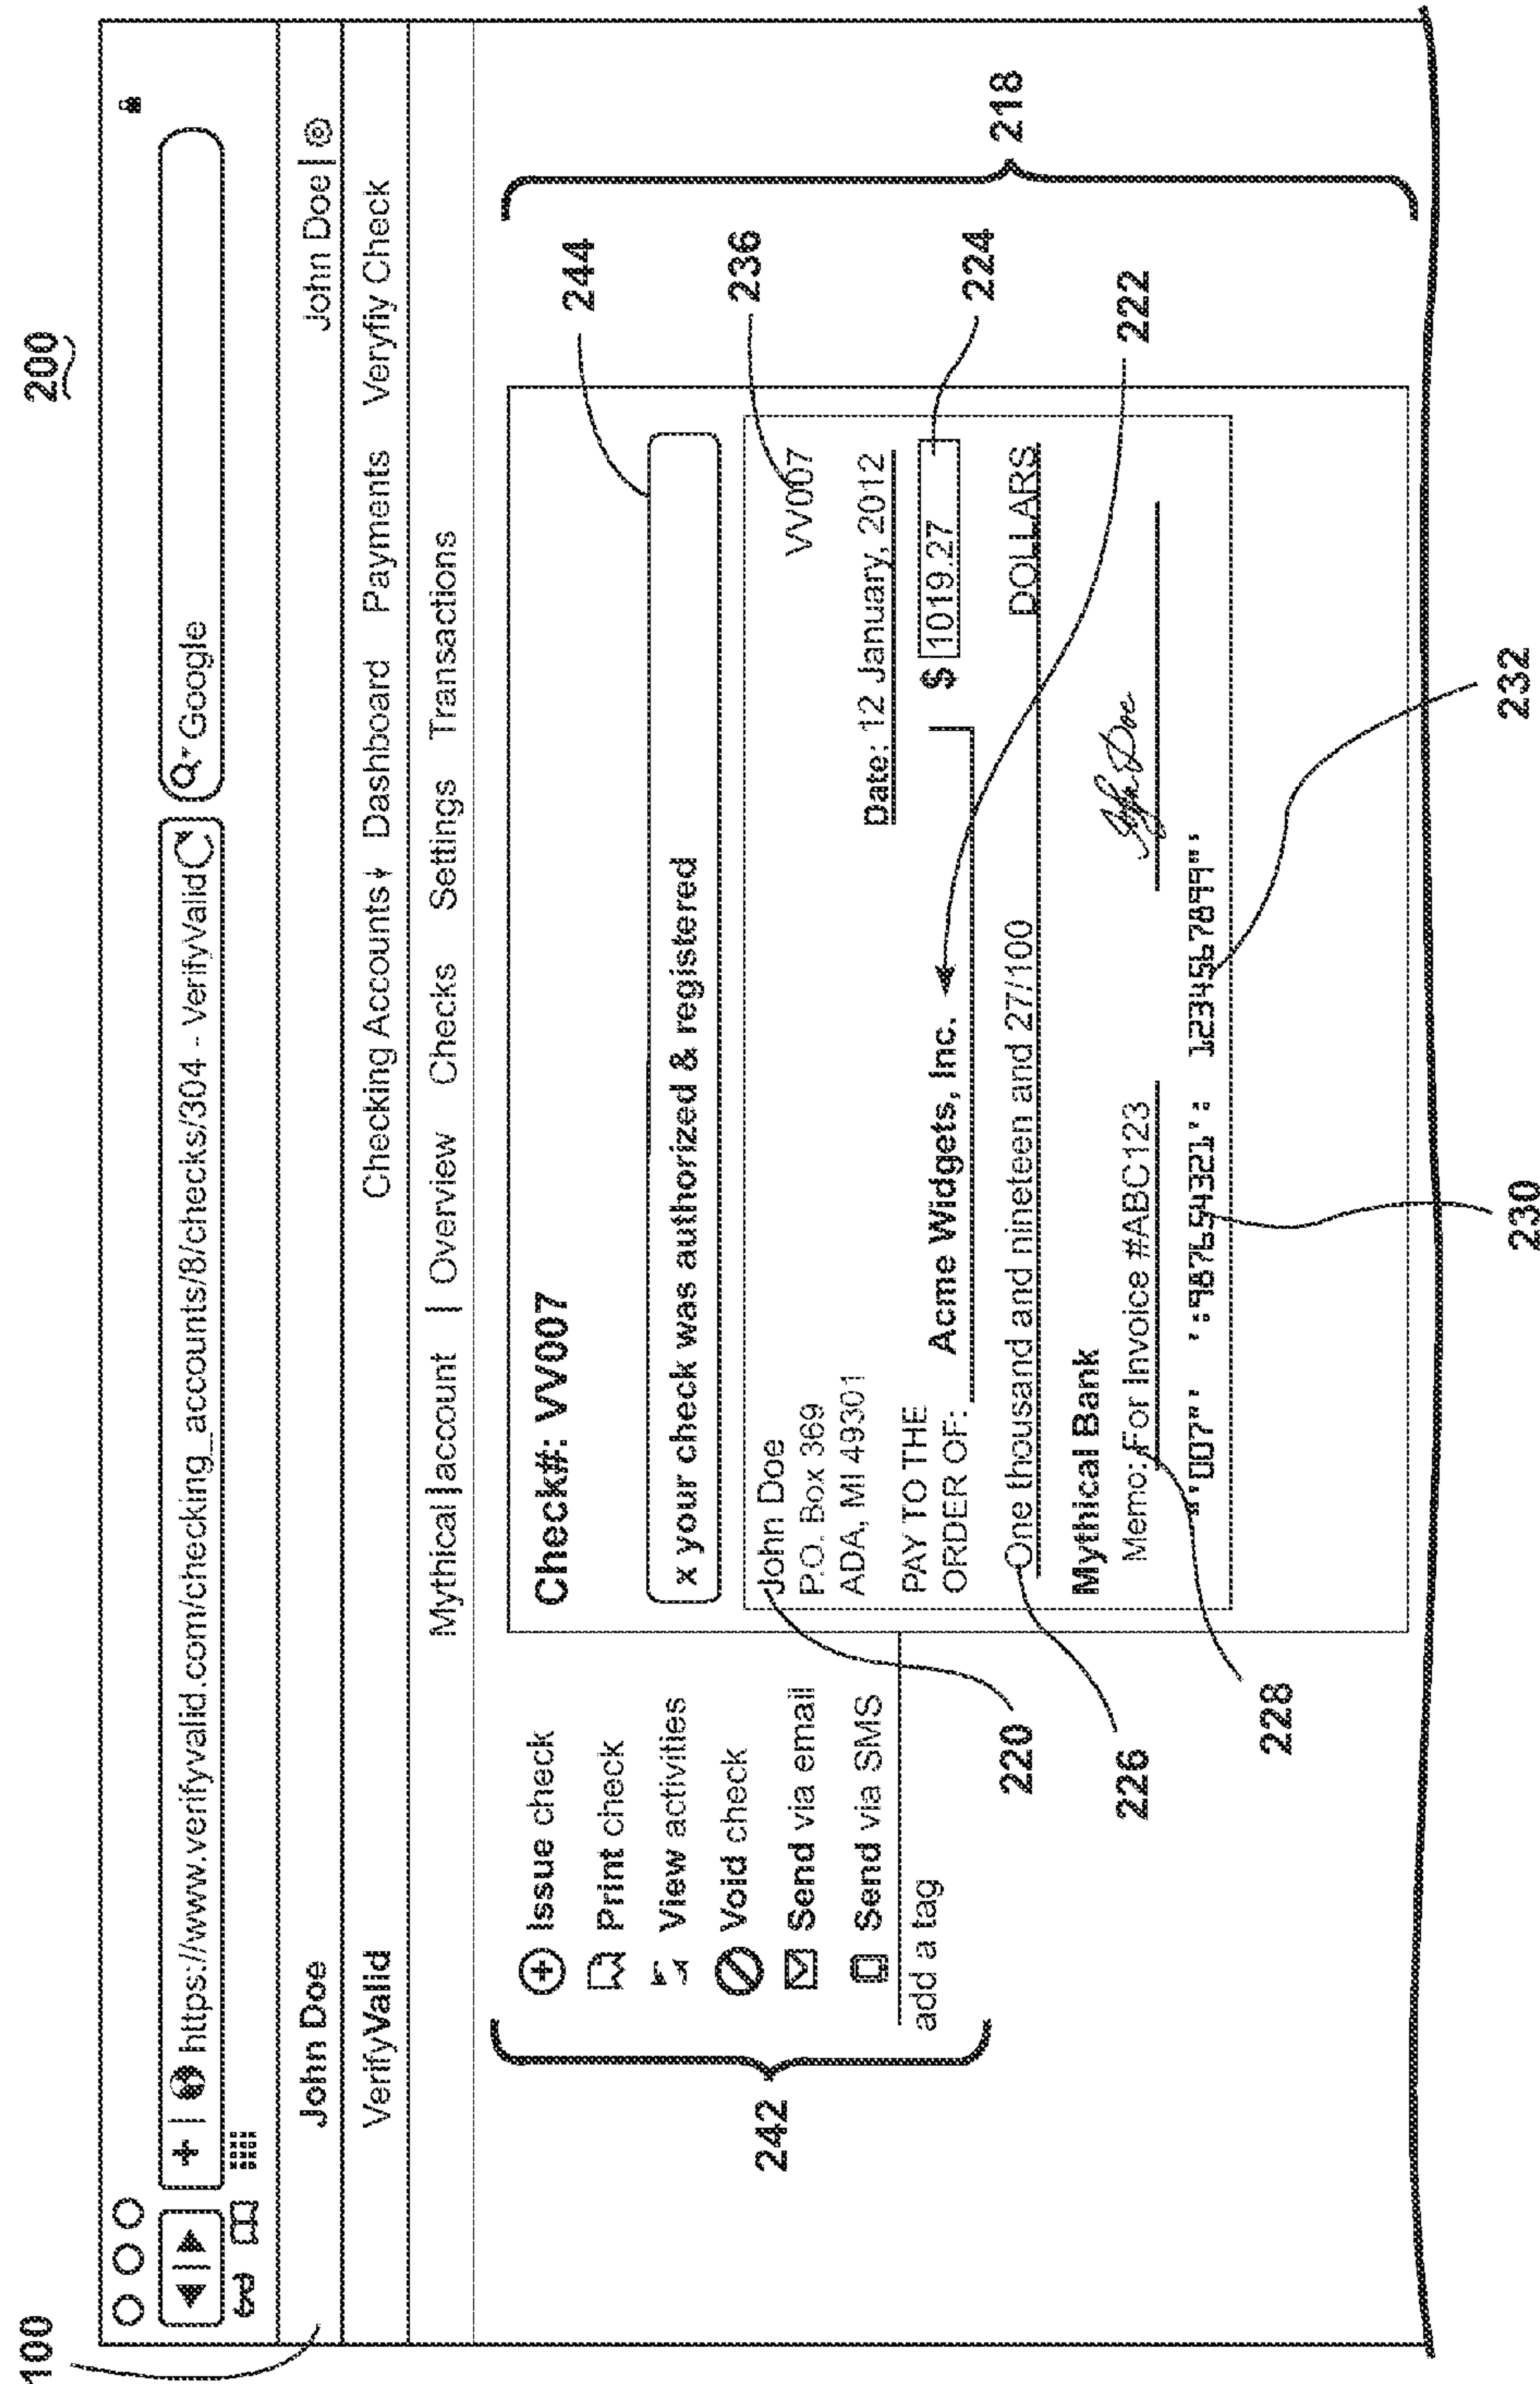 200
100
https://www.verifyvalid.com/checking_accounts/8/checks/304 - VerifyValid
Google
John Doe
John Doe | ◎
VerifyValid
Checking Accounts Dashboard Payments Veryfiy Check
Mythical | account | Overview Checks Settings Transactions
242
Issue check
Print check
View activities
Void check
Send via email
Send via SMS
add a tag
Check#: VV007
244
x your check was authorized & registered
218
236
John Doe
VV007
P.O. Box 369
ADA, MI 49301
Date: 12 January, 2012
224
PAY TO THE
ORDER OF: Acme Widgets, Inc. $ 1019.27
220
222
One thousand and nineteen and 27/100 DOLLARS
226
Mythical Bank
Memo: For Invoice #ABC123
John Doe
228
"'007"' ':987654321': 1234567899"'
230
232